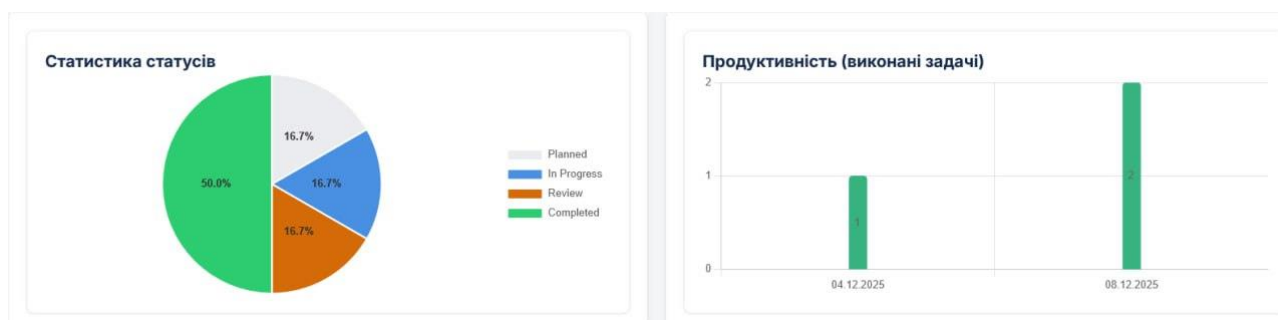 Статистика статусів
16.7%
50.0%
16.7%
16.7%
Planned
In Progress
Review
Completed
Продуктивність (виконані задачі)
2
1
0
1
2
04.12.2025
08.12.2025